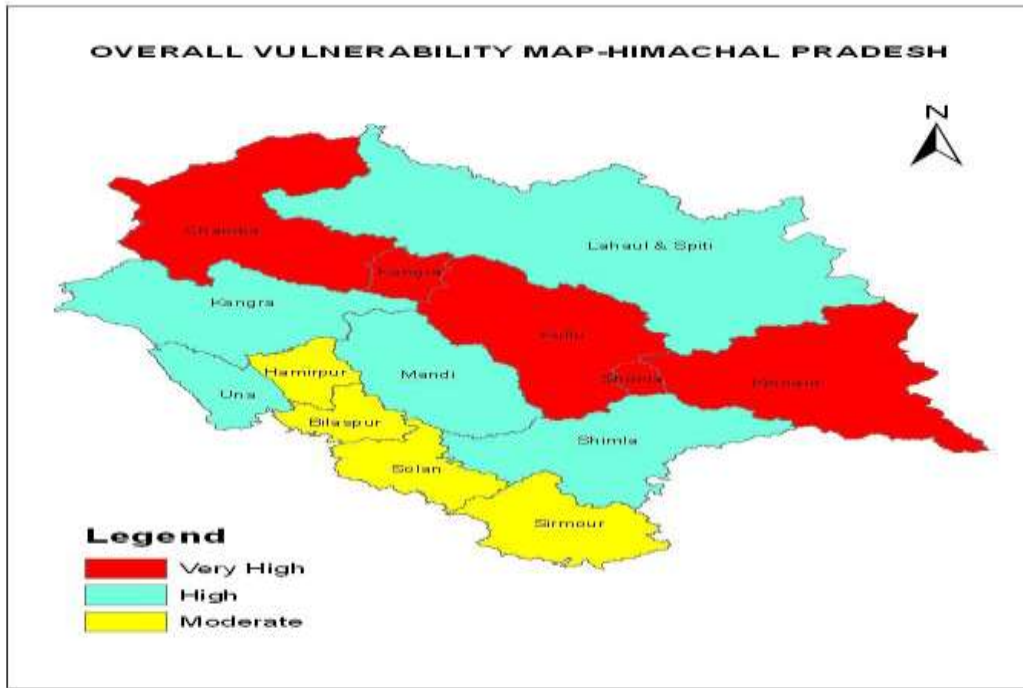 OVERALL VULNERABILITY MAP-HIMACHAL PRADESH
N
Chamba
Lahaul & Spiti
Kangra
Kangra
Kullu
Hamirpur
Mandi
Shimla
Kinnaur
Una
Bilaspur
Shimla
Solan
Sirmour
Legend
Very High
High
Moderate